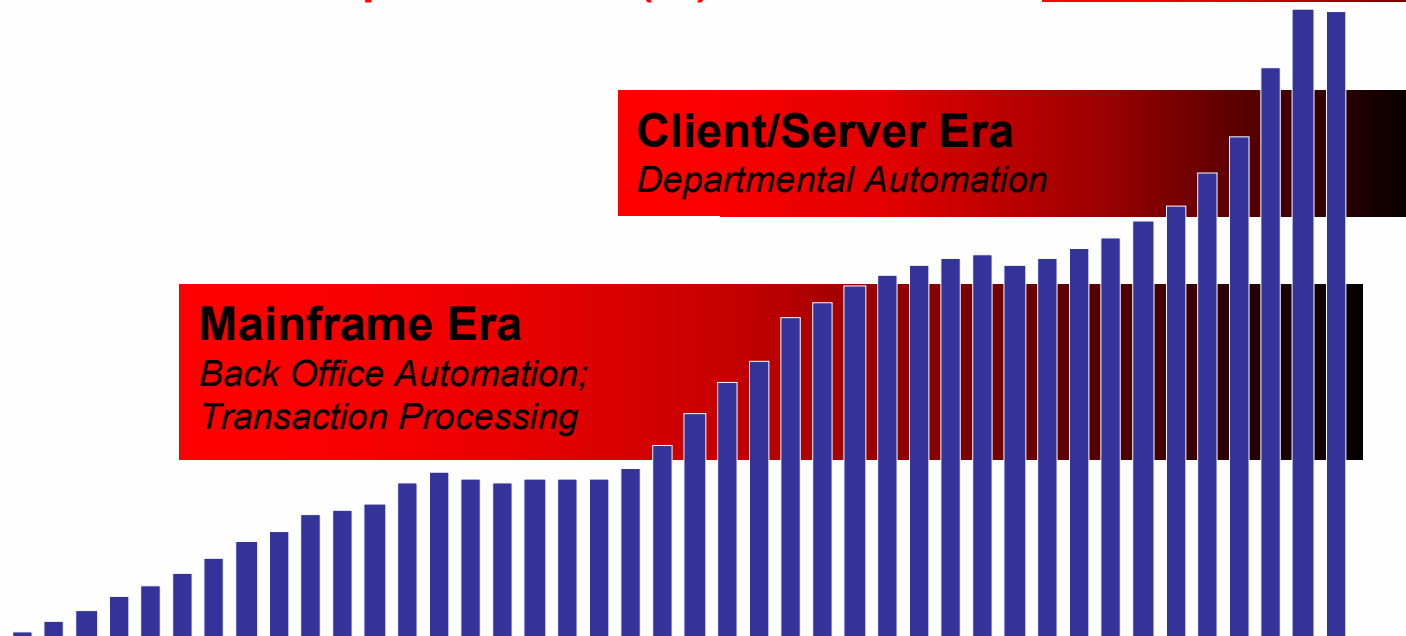 Client/Server Era
Departmental Automation
Mainframe Era
Back Office Automation;
Transaction Processing